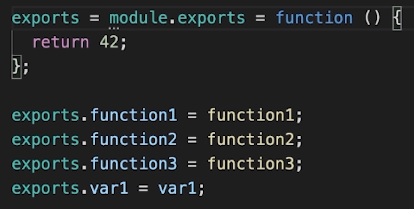 exports = module.exports = function () {
  return 42;
};

exports.function1 = function1;
exports.function2 = function2;
exports.function3 = function3;
exports.var1 = var1;